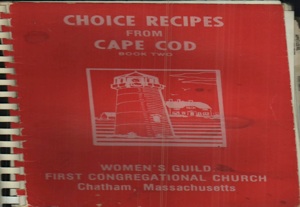 CHOICE RECIPES
FROM
CAPE COD
BOOK TWO
WOMEN'S GUILD
FIRST CONGREGATIONAL CHURCH
Chatham, Massachusetts